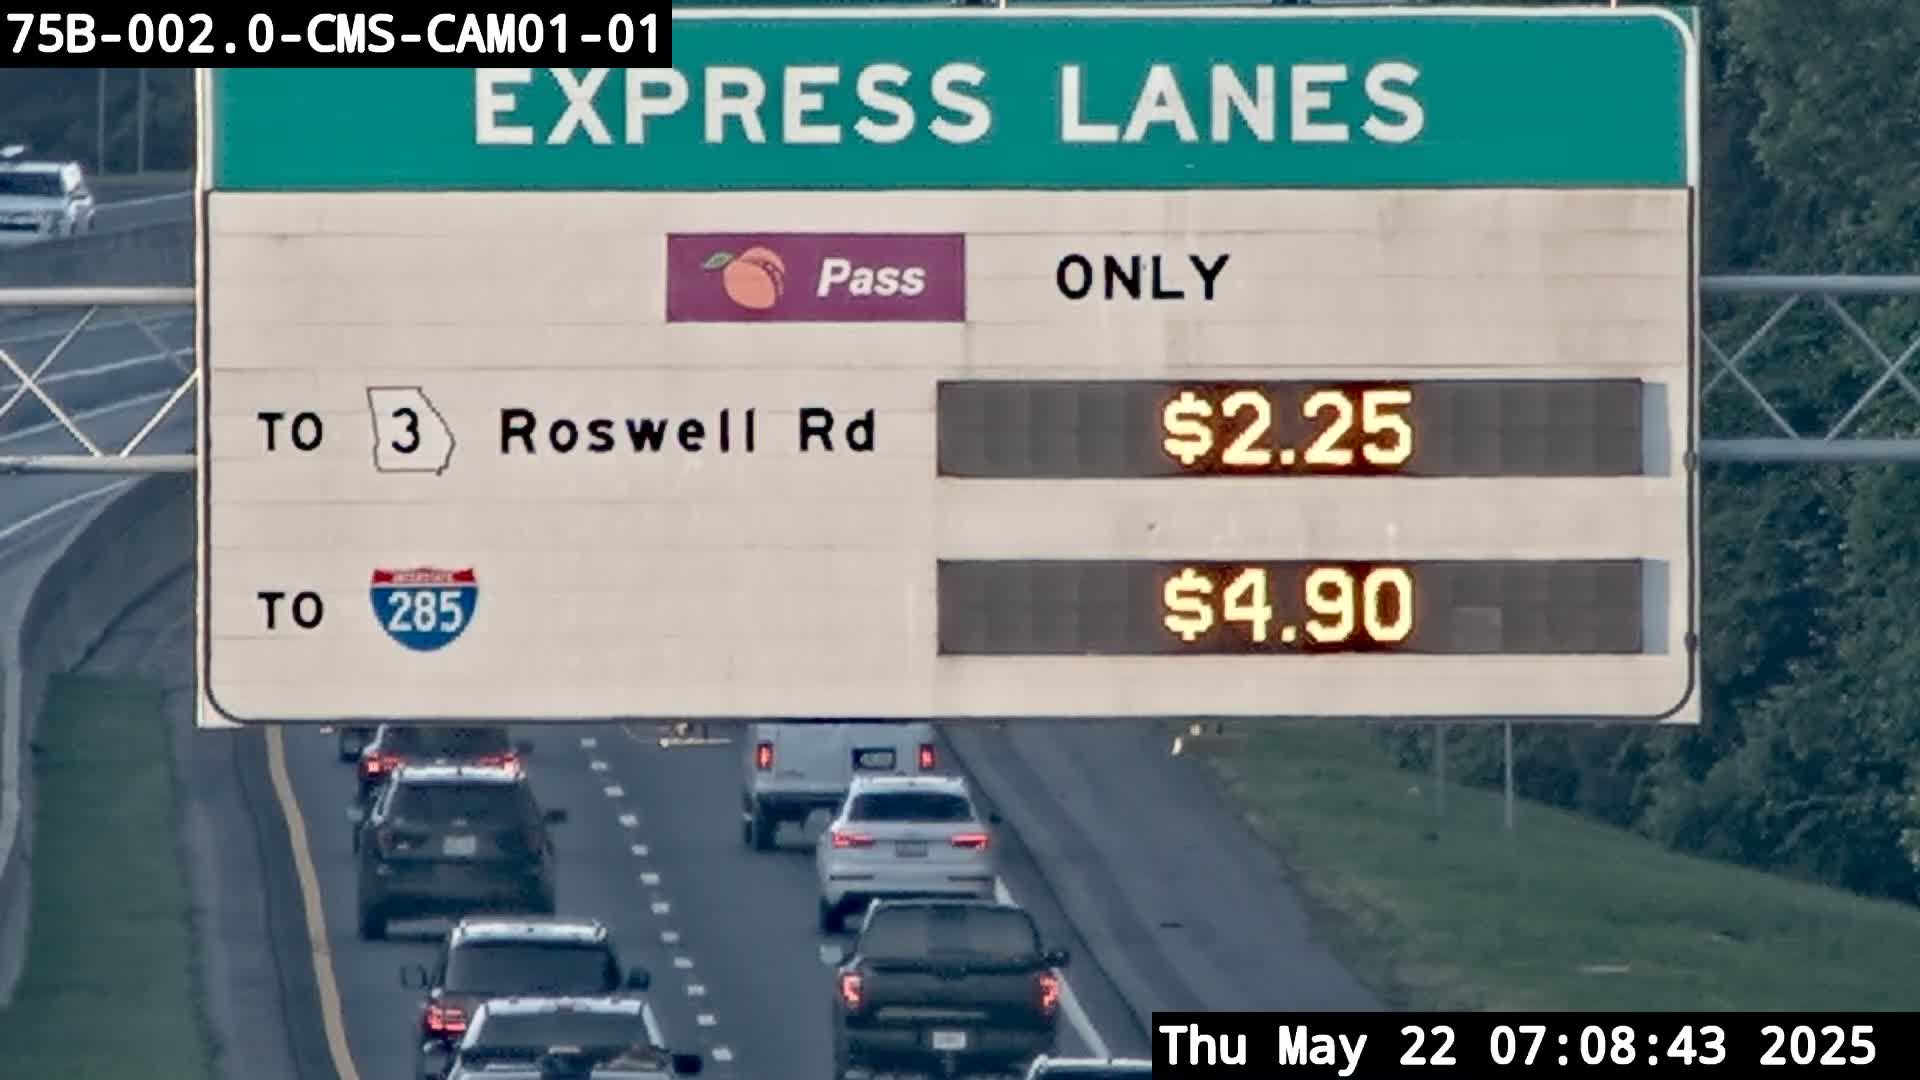 75B-002.0-CMS-CAM01-01
EXPRESS LANES
Pass ONLY
TO 3 Roswell Rd $2.25
TO INTERSTATE 285 $4.90
Thu May 22 07:08:43 2025